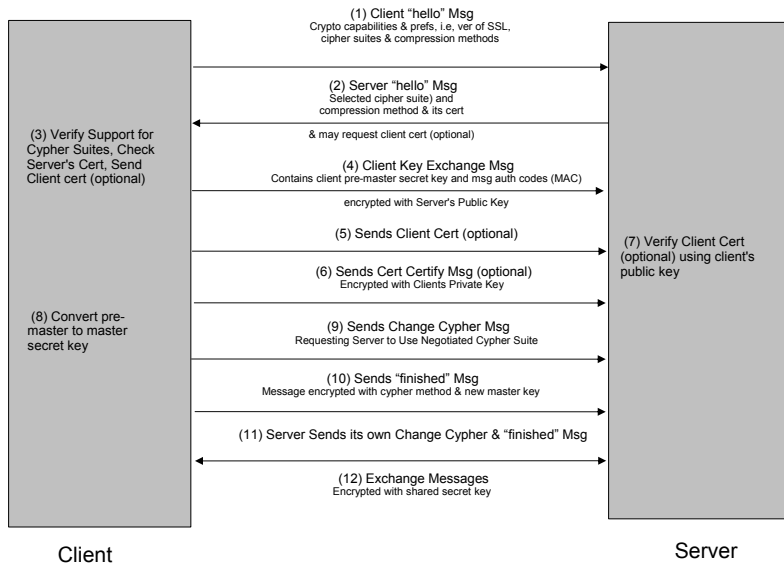 (1) Client “hello” Msg
Crypto capabilities & prefs, i.e, ver of SSL,
cipher suites & compression methods
(2) Server “hello” Msg
Selected cipher suite) and
compression method & its cert
& may request client cert (optional)
(3) Verify Support for
Cypher Suites, Check
Server's Cert, Send
Client cert (optional)
(4) Client Key Exchange Msg
Contains client pre-master secret key and msg auth codes (MAC)
encrypted with Server's Public Key
(5) Sends Client Cert (optional)
(6) Sends Cert Certify Msg (optional)
Encrypted with Clients Private Key
(7) Verify Client Cert
(optional) using client's
public key
(8) Convert pre-
master to master
secret key
(9) Sends Change Cypher Msg
Requesting Server to Use Negotiated Cypher Suite
(10) Sends “finished” Msg
Message encrypted with cypher method & new master key
(11) Server Sends its own Change Cypher & “finished” Msg
(12) Exchange Messages
Encrypted with shared secret key
Client
Server